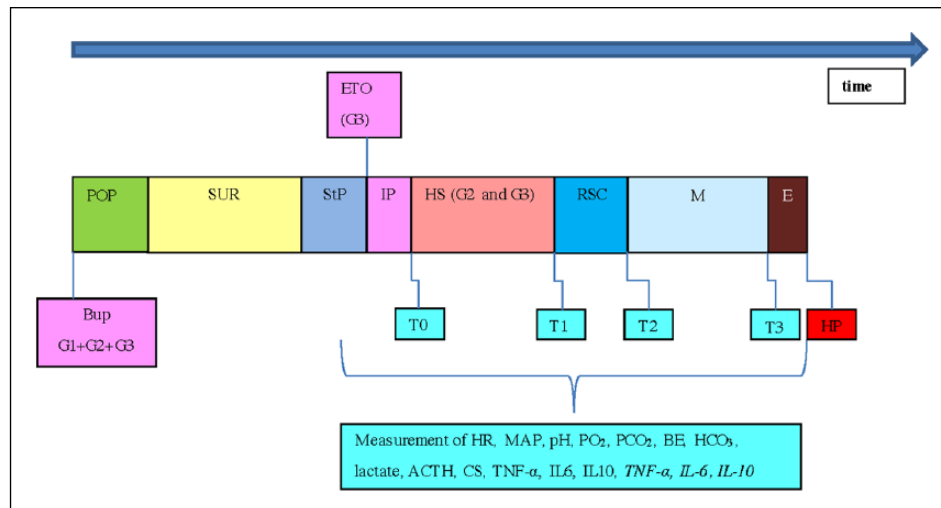 time
ETO
(G3)
POP
SUR
StP
IP
HS (G2 and G3)
RSC
M
E
Bup
G1+G2+G3
T0
T1
T2
T3
HP
Measurement of HR, MAP, pH, PO₂, PCO₂, BE, HCO₃,
lactate, ACTH, CS, TNF-α, IL6, IL10, TNF-α, IL-6, IL-10